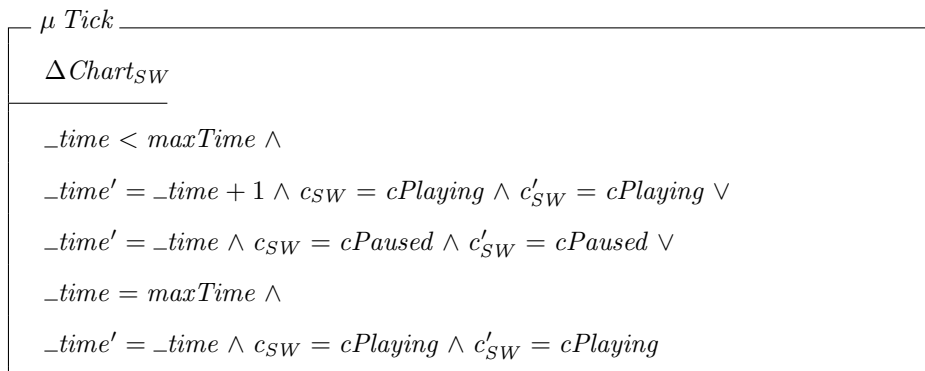 μ Tick
ΔChart_SW
_time < maxTime ∧
_time′ = _time + 1 ∧ c_SW = cPlaying ∧ c′_SW = cPlaying ∨
_time′ = _time ∧ c_SW = cPaused ∧ c′_SW = cPaused ∨
_time = maxTime ∧
_time′ = _time ∧ c_SW = cPlaying ∧ c′_SW = cPlaying